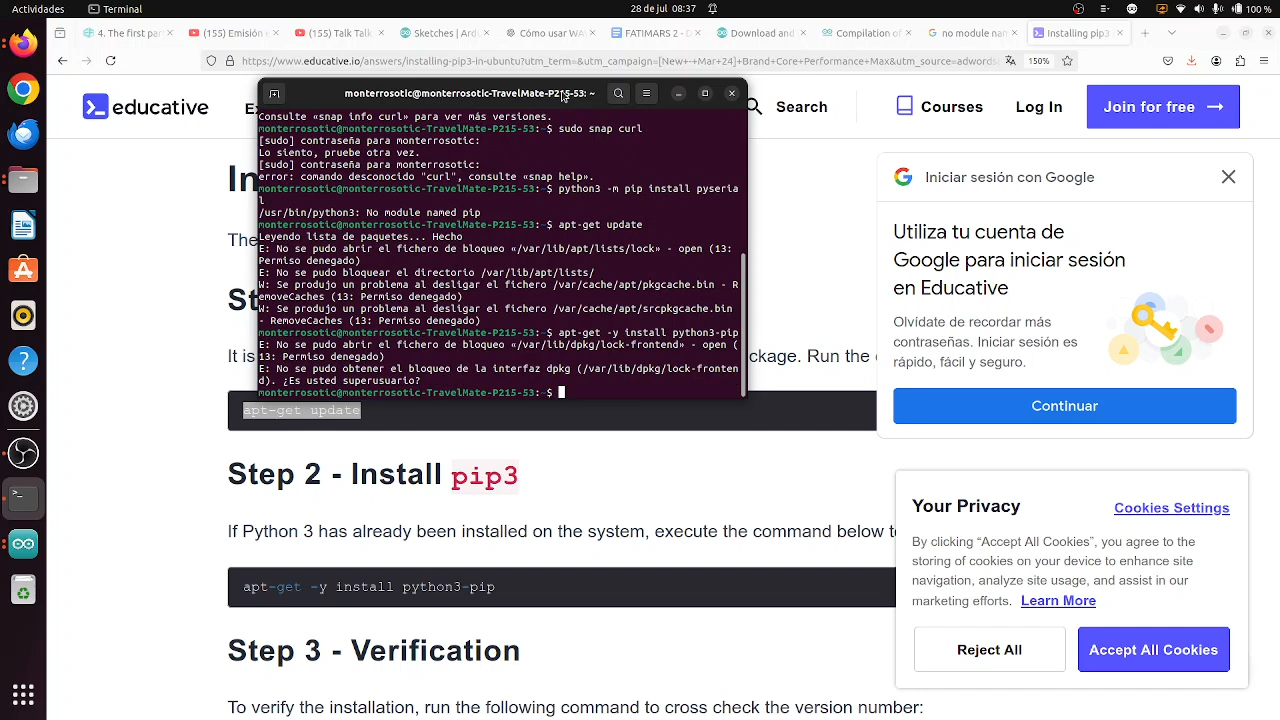 Actividades
Terminal
28 de jul 08:37
100 %
4. The first par
(155) Emisión e
(155) Talk Talk
Sketches | Ard
Cómo usar WAV
FATIMARS 2 - D
Download and
Compilation of
no module nam
Installing pip3
https://www.educative.io/answers/installing-pip3-in-ubuntu?utm_term=&utm_campaign=[New+-+Mar+24]+Brand+Core+Performance+Max&utm_source=adwords
150%
educative
Ex
Search
Courses
Log In
Join for free
monterrosotic@monterrosotic-TravelMate-P215-53: ~
Consulte «snap info curl» para ver más versiones.
monterrosotic@monterrosotic-TravelMate-P215-53:~$ sudo snap curl
[sudo] contraseña para monterrosotic:
Lo siento, pruebe otra vez.
[sudo] contraseña para monterrosotic:
error: comando desconocido "curl", consulte «snap help».
monterrosotic@monterrosotic-TravelMate-P215-53:~$ python3 -m pip install pyseria
l
/usr/bin/python3: No module named pip
monterrosotic@monterrosotic-TravelMate-P215-53:~$ apt-get update
Leyendo lista de paquetes... Hecho
E: No se pudo abrir el fichero de bloqueo «/var/lib/apt/lists/lock» - open (13:
Permiso denegado)
E: No se pudo bloquear el directorio /var/lib/apt/lists/
W: Se produjo un problema al desligar el fichero /var/cache/apt/pkgcache.bin - R
emoveCaches (13: Permiso denegado)
W: Se produjo un problema al desligar el fichero /var/cache/apt/srcpkgcache.bin
- RemoveCaches (13: Permiso denegado)
monterrosotic@monterrosotic-TravelMate-P215-53:~$ apt-get -y install python3-pip
E: No se pudo abrir el fichero de bloqueo «/var/lib/dpkg/lock-frontend» - open (
13: Permiso denegado)
E: No se pudo obtener el bloqueo de la interfaz dpkg (/var/lib/dpkg/lock-fronten
d). ¿Es usted superusuario?
monterrosotic@monterrosotic-TravelMate-P215-53:~$
In
The
St
It is
ckage. Run the c
apt-get update
Step 2 - Install pip3
If Python 3 has already been installed on the system, execute the command below to
apt-get -y install python3-pip
Step 3 - Verification
To verify the installation, run the following command to cross check the version number:
Iniciar sesión con Google
Utiliza tu cuenta de
Google para iniciar sesión
en Educative
Olvídate de recordar más
contraseñas. Iniciar sesión es
rápido, fácil y seguro.
Continuar
Your Privacy
Cookies Settings
By clicking “Accept All Cookies”, you agree to the
storing of cookies on your device to enhance site
navigation, analyze site usage, and assist in our
marketing efforts. Learn More
Reject All
Accept All Cookies